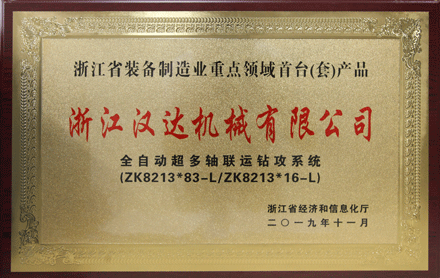 浙江省装备制造业重点领域首台(套)产品
浙江汉达机械有限公司
全自动超多轴联运钻攻系统
(ZK8213*83-L/ZK8213*16-L)
浙江省经济和信息化厅
二〇一九年十一月